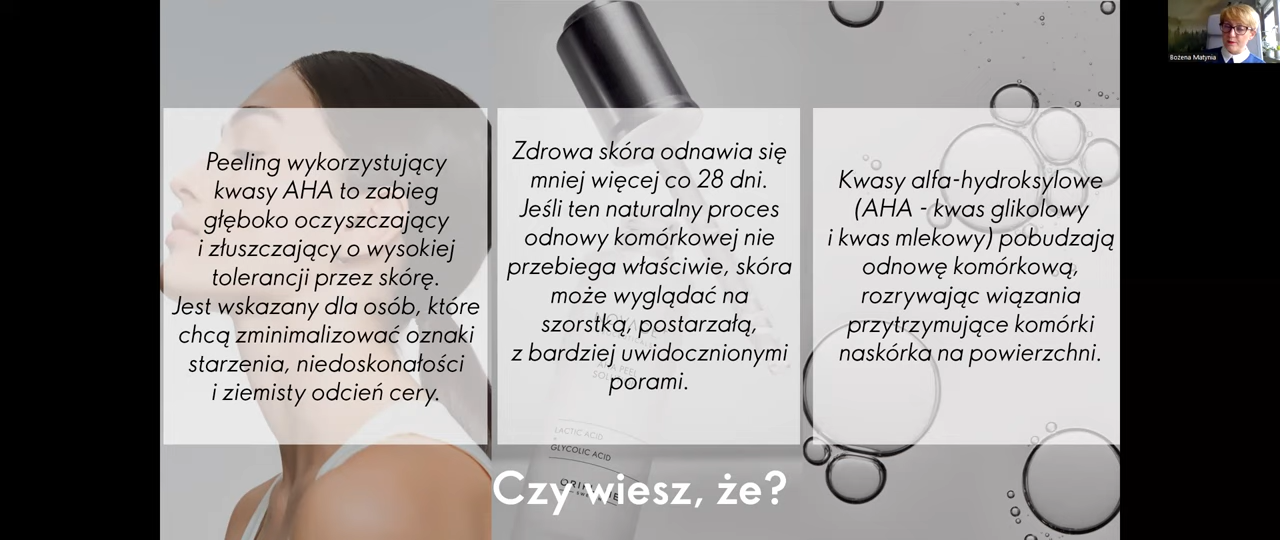 Peeling wykorzystujący
kwasy AHA to zabieg
głęboko oczyszczający
i złuszczający o wysokiej
tolerancji przez skórę.
Jest wskazany dla osób, które
chcą zminimalizować oznaki
starzenia, niedoskonałości
i ziemisty odcień cery.
Zdrowa skóra odnawia się
mniej więcej co 28 dni.
Jeśli ten naturalny proces
odnowy komórkowej nie
przebiega właściwie, skóra
może wyglądać na
szorstką, postarzałą,
z bardziej uwidocznionymi
porami.
Kwasy alfa-hydroksylowe
(AHA - kwas glikolowy
i kwas mlekowy) pobudzają
odnowę komórkową,
rozrywając wiązania
przytrzymujące komórki
naskórka na powierzchni.
LACTIC ACID
GLYCOLIC ACID
Czy wiesz, że?
Bożena Matynia